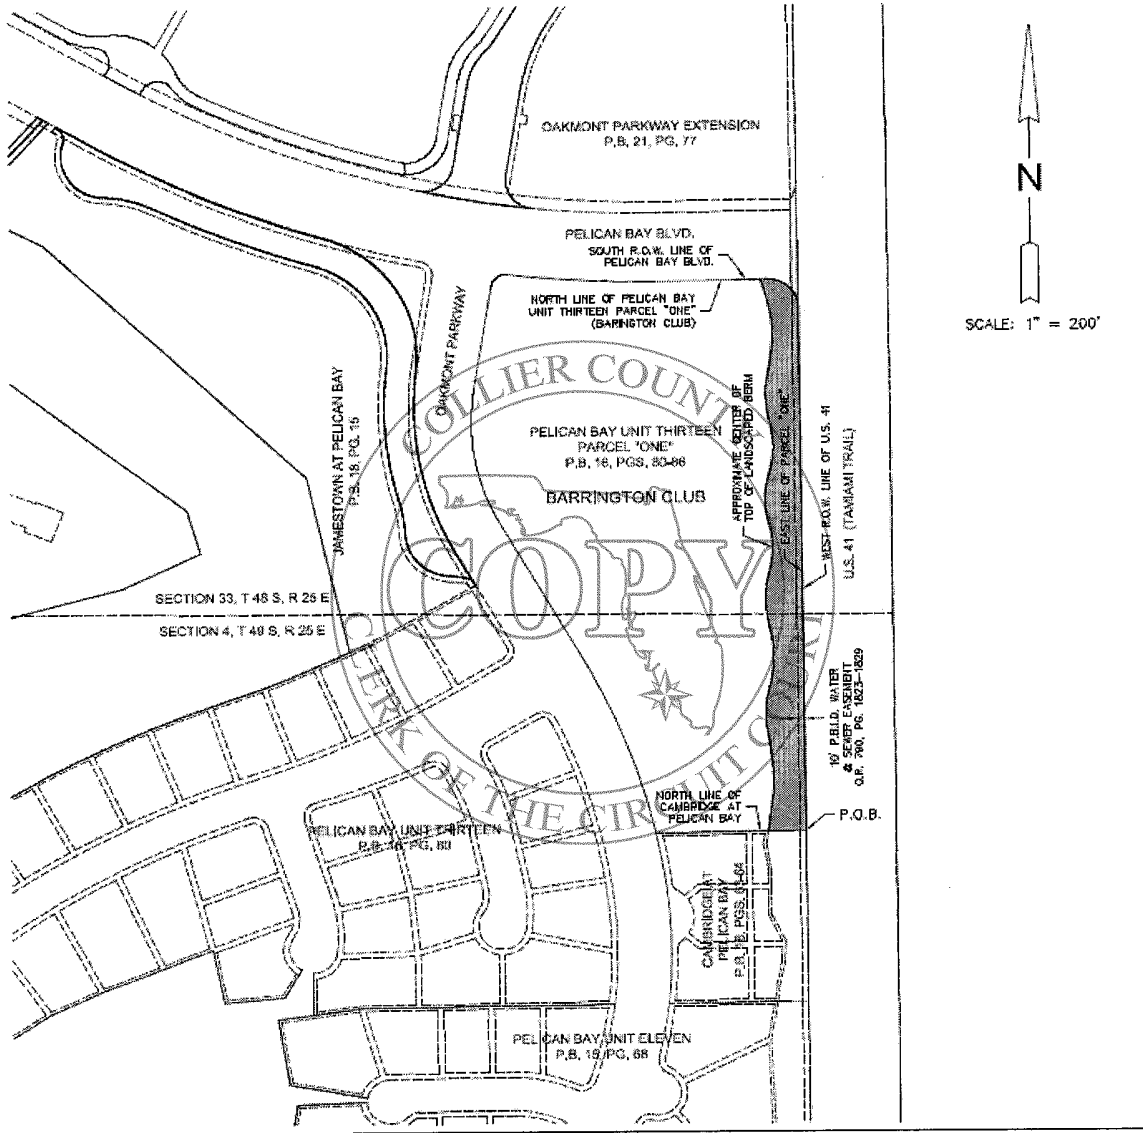 OAKMONT PARKWAY EXTENSION
P.B. 21, PG. 77
N
SCALE: 1" = 200'
PELICAN BAY BLVD.
SOUTH R.O.W. LINE OF
PELICAN BAY BLVD.
NORTH LINE OF PELICAN BAY
UNIT THIRTEEN PARCEL "ONE"
(BARINGTON CLUB)
OAKMONT PARKWAY
JAMESTOWN AT PELICAN BAY
P.B. 18, PG. 15
PELICAN BAY UNIT THIRTEEN
PARCEL "ONE"
P.B. 16, PGS. 80-86
BARRINGTON CLUB
APPROXIMATE CENTER OF
TOP OF LANDSCAPED BERM
EAST LINE OF PARCEL "ONE"
WEST R.O.W. LINE OF U.S. 41
U.S. 41 (TAMIAMI TRAIL)
COLLIER COUNTY
COPY
CLERK OF THE CIRCUIT COURT
SECTION 33, T 48 S, R 25 E
SECTION 4, T 49 S, R 25 E
10' P.B.I.D. WATER
& SEWER EASEMENT
O.R. 790, PG. 1823-1829
NORTH LINE OF
CAMBRIDGE AT
PELICAN BAY
P.O.B.
PELICAN BAY UNIT THIRTEEN
P.B. 16, PG. 80
CAMBRIDGE AT
PELICAN BAY
P.B. PGS.
PELICAN BAY UNIT ELEVEN
P.B. 15, PG. 68